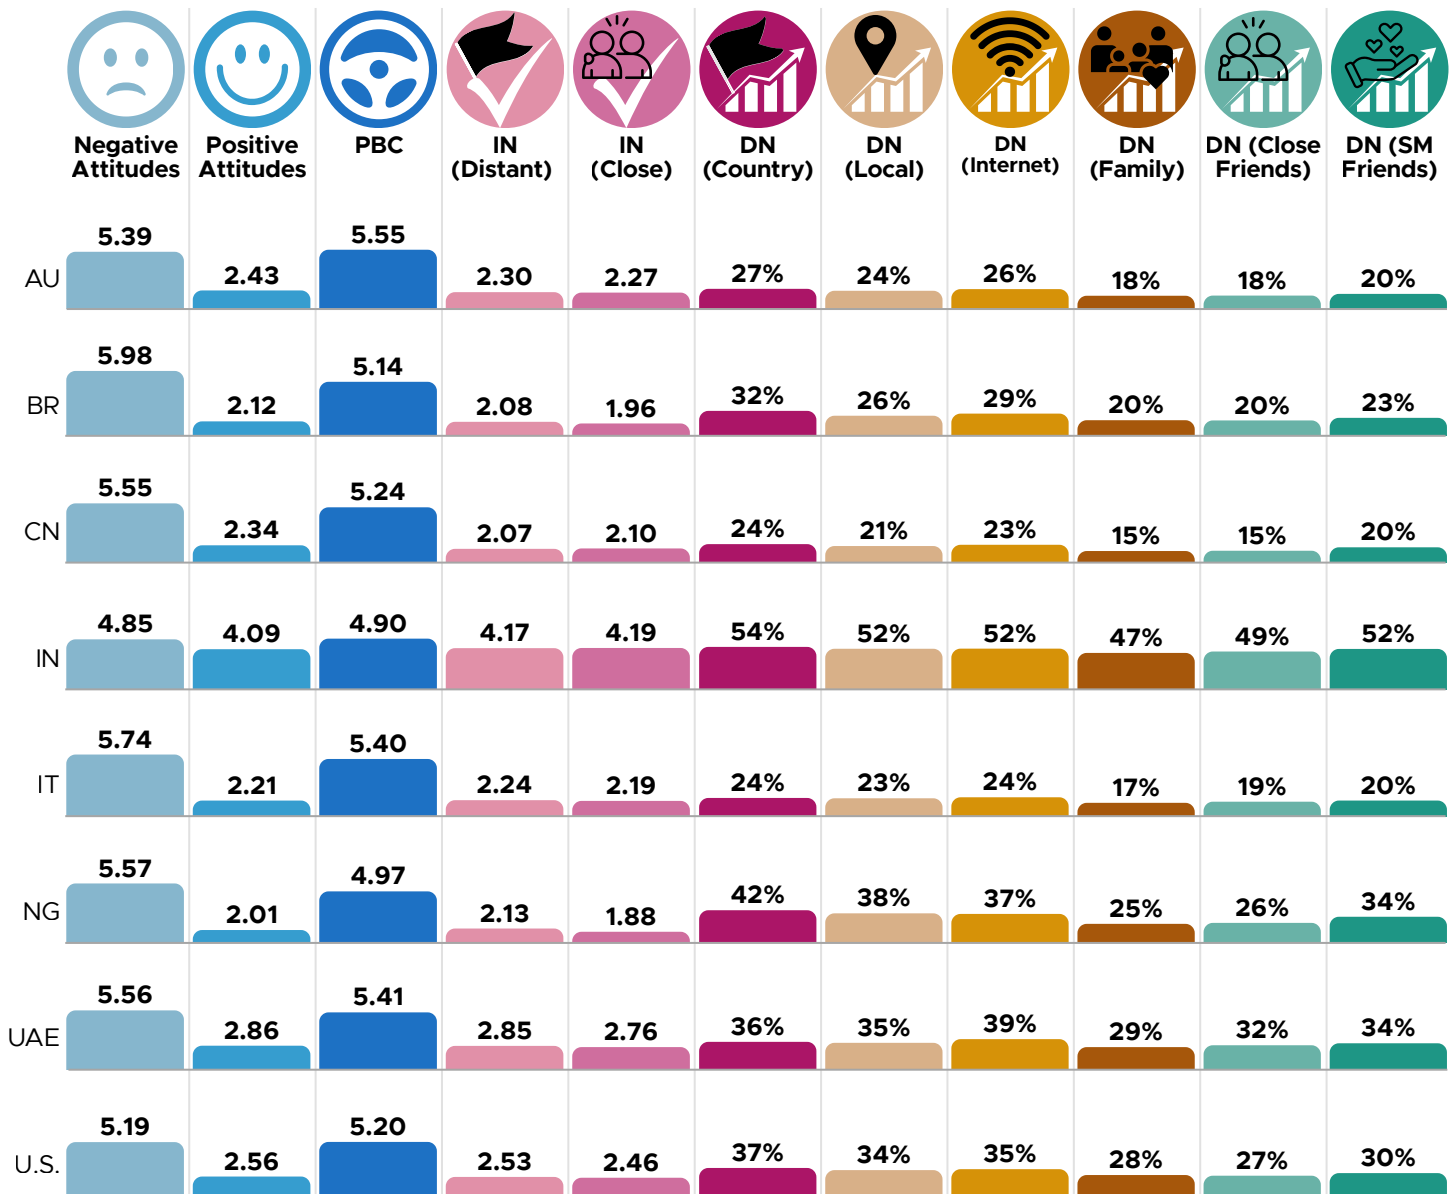 Negative Attitudes
Positive Attitudes
PBC
IN (Distant)
IN (Close)
DN (Country)
DN (Local)
DN (Internet)
DN (Family)
DN (Close Friends)
DN (SM Friends)
AU 5.39 2.43 5.55 2.30 2.27 27% 24% 26% 18% 18% 20%
BR 5.98 2.12 5.14 2.08 1.96 32% 26% 29% 20% 20% 23%
CN 5.55 2.34 5.24 2.07 2.10 24% 21% 23% 15% 15% 20%
IN 4.85 4.09 4.90 4.17 4.19 54% 52% 52% 47% 49% 52%
IT 5.74 2.21 5.40 2.24 2.19 24% 23% 24% 17% 19% 20%
NG 5.57 2.01 4.97 2.13 1.88 42% 38% 37% 25% 26% 34%
UAE 5.56 2.86 5.41 2.85 2.76 36% 35% 39% 29% 32% 34%
U.S. 5.19 2.56 5.20 2.53 2.46 37% 34% 35% 28% 27% 30%